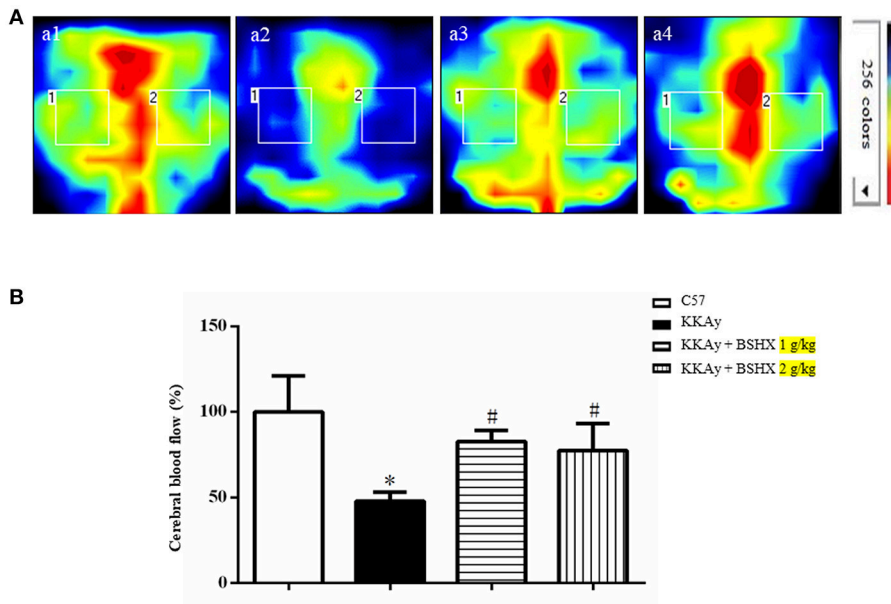 A
a1 a2 a3 a4
1 2 1 2 1 2 1 2
256 colors
B
C57
KKAy
KKAy + BSHX 1 g/kg
KKAy + BSHX 2 g/kg
Cerebral blood flow (%)
150
100
50
0
* # #